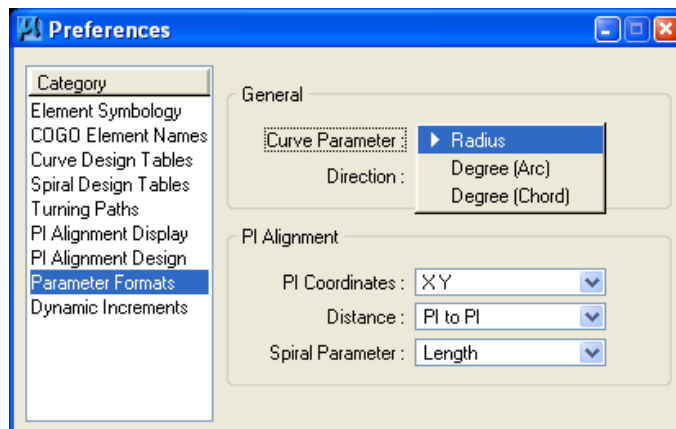 Preferences
Category
Element Symbology
COGO Element Names
Curve Design Tables
Spiral Design Tables
Turning Paths
PI Alignment Display
PI Alignment Design
Parameter Formats
Dynamic Increments
General
Curve Parameter :
Radius
Degree (Arc)
Degree (Chord)
Direction :
PI Alignment
PI Coordinates : X Y
Distance : PI to PI
Spiral Parameter : Length